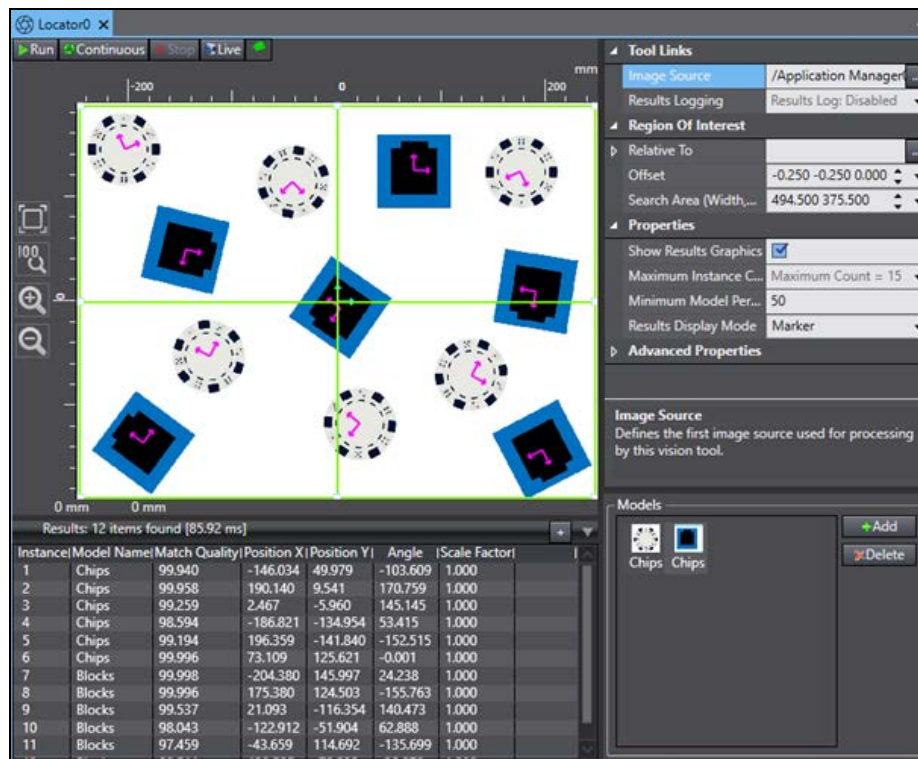 Locator0
Run Continuous Stop Live
mm
-200 0 200
0
100
0 mm 0 mm
Results: 12 items found [85.92 ms]
Instance Model Name Match Quality Position X Position Y Angle Scale Factor
1 Chips 99.940 -146.034 49.979 -103.609 1.000
2 Chips 99.958 190.140 9.541 170.759 1.000
3 Chips 99.259 2.467 -5.960 145.145 1.000
4 Chips 98.594 -186.821 -134.954 53.415 1.000
5 Chips 99.194 196.359 -141.840 -152.515 1.000
6 Chips 99.996 73.109 125.621 -0.001 1.000
7 Blocks 99.998 -204.380 145.997 24.238 1.000
8 Blocks 99.996 175.380 124.503 -155.763 1.000
9 Blocks 99.537 21.093 -116.354 140.473 1.000
10 Blocks 98.043 -122.912 -51.904 62.888 1.000
11 Blocks 97.459 -43.659 114.692 -135.699 1.000
Tool Links
Image Source /Application Manager
Results Logging Results Log: Disabled
Region Of Interest
Relative To
Offset -0.250 -0.250 0.000
Search Area (Width,... 494.500 375.500
Properties
Show Results Graphics
Maximum Instance C... Maximum Count = 15
Minimum Model Per... 50
Results Display Mode Marker
Advanced Properties
Image Source
Defines the first image source used for processing
by this vision tool.
Models
Chips Chips
Add
Delete